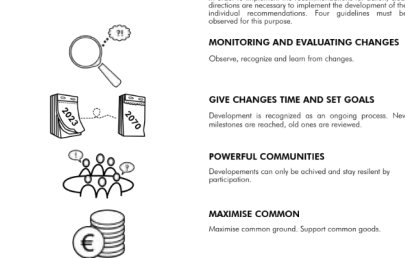 directions are necessary to implement the development of the
individual recommendations. Four guidelines must be
observed for this purpose.
?!
MONITORING AND EVALUATING CHANGES
Observe, recognize and learn from changes.
2023
2070
GIVE CHANGES TIME AND SET GOALS
Development is recognized as an ongoing process. New
milestones are reached, old ones are reviewed.
!
?
POWERFUL COMMUNITIES
Developements can only be achived and stay resilent by
participation.
€
MAXIMISE COMMON
Maximise common ground. Support common goods.